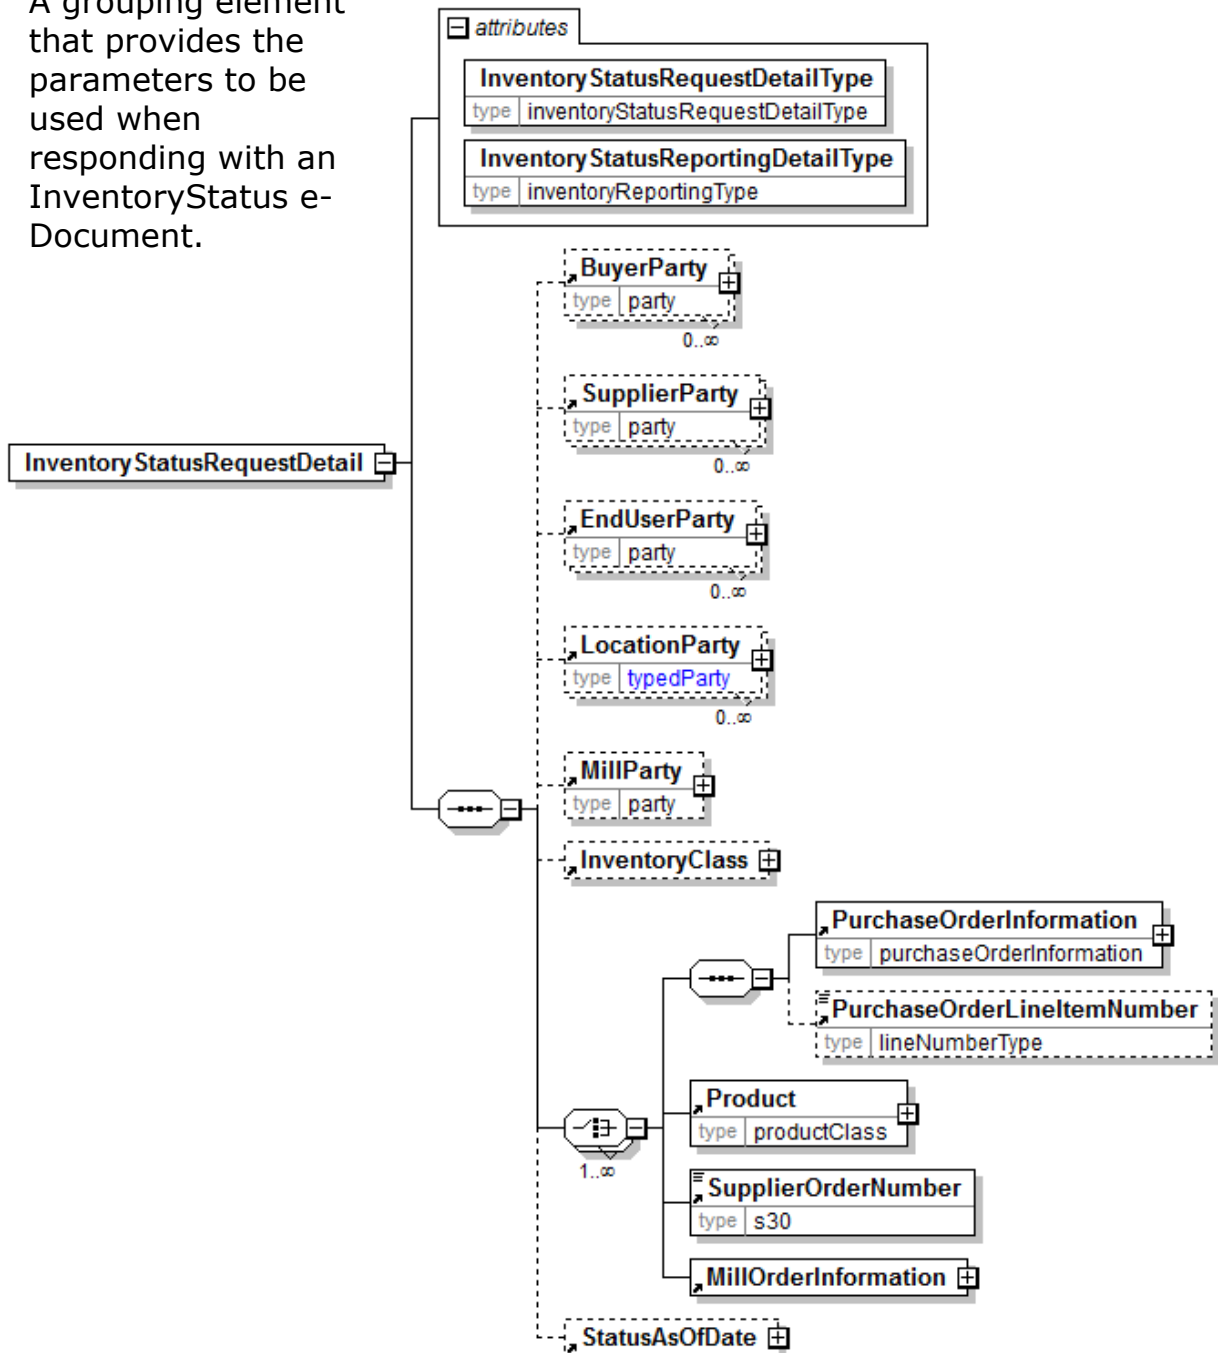 A grouping element
that provides the
parameters to be
used when
responding with an
InventoryStatus e-
Document.
attributes
InventoryStatusRequestDetailType
type inventoryStatusRequestDetailType
InventoryStatusReportingDetailType
type inventoryReportingType
BuyerParty
type party
0..∞
SupplierParty
type party
0..∞
InventoryStatusRequestDetail
EndUserParty
type party
0..∞
LocationParty
type typedParty
0..∞
MillParty
type party
InventoryClass
PurchaseOrderInformation
type purchaseOrderInformation
PurchaseOrderLineItemNumber
type lineNumberType
Product
type productClass
1..∞
SupplierOrderNumber
type s30
MillOrderInformation
StatusAsOfDate